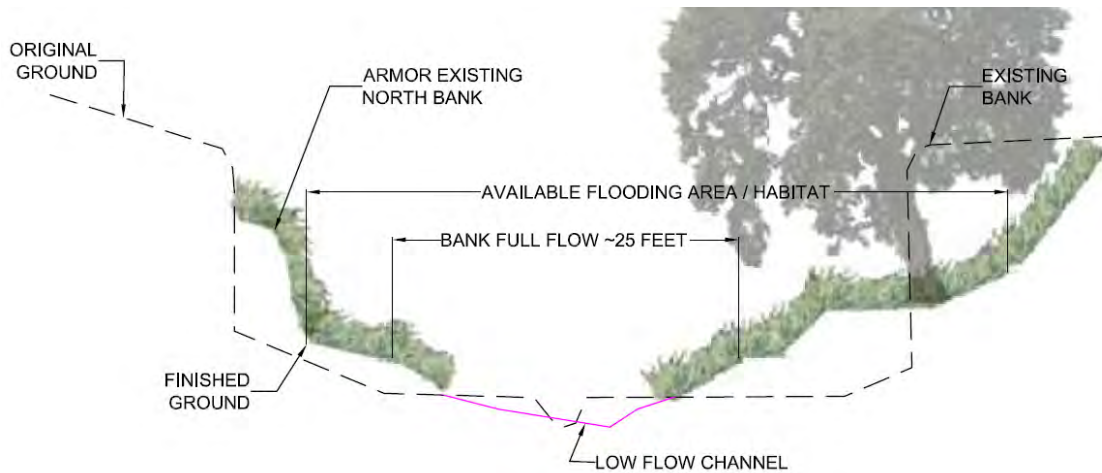 ORIGINAL
GROUND
ARMOR EXISTING
NORTH BANK
EXISTING
BANK
AVAILABLE FLOODING AREA / HABITAT
BANK FULL FLOW ~25 FEET
FINISHED
GROUND
LOW FLOW CHANNEL